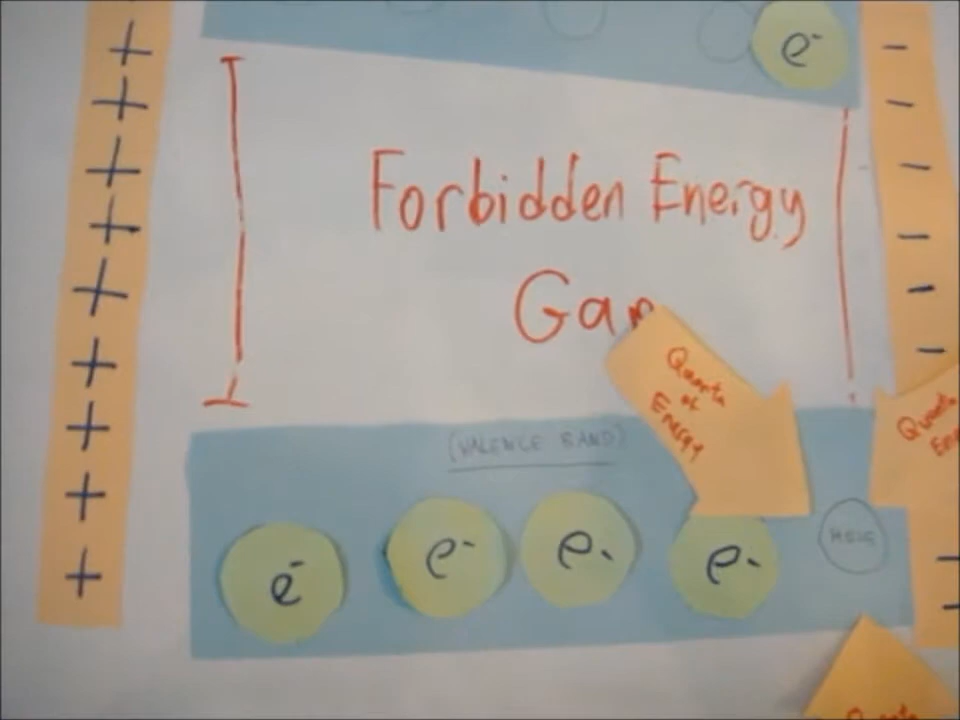 e-
Forbidden Energy
Gap
Quanta
of
Energy
(VALENCE BAND)
e-
e-
e-
e-
HOLE
+
+
+
+
+
+
+
+
+
-
-
-
-
-
-
-
-